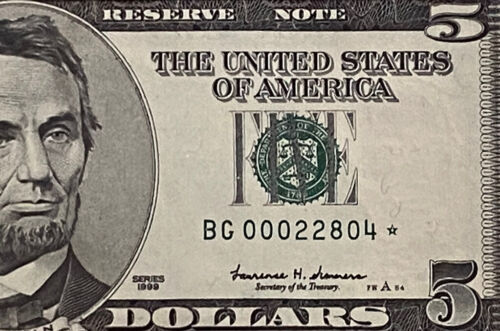 RESERVE NOTE
5
THE UNITED STATES
OF AMERICA
FIVE
BG 00022804 ★
Lawrence H. Summers
Secretary of the Treasury.
SERIES
1999
FW A 54
5
DOLLARS